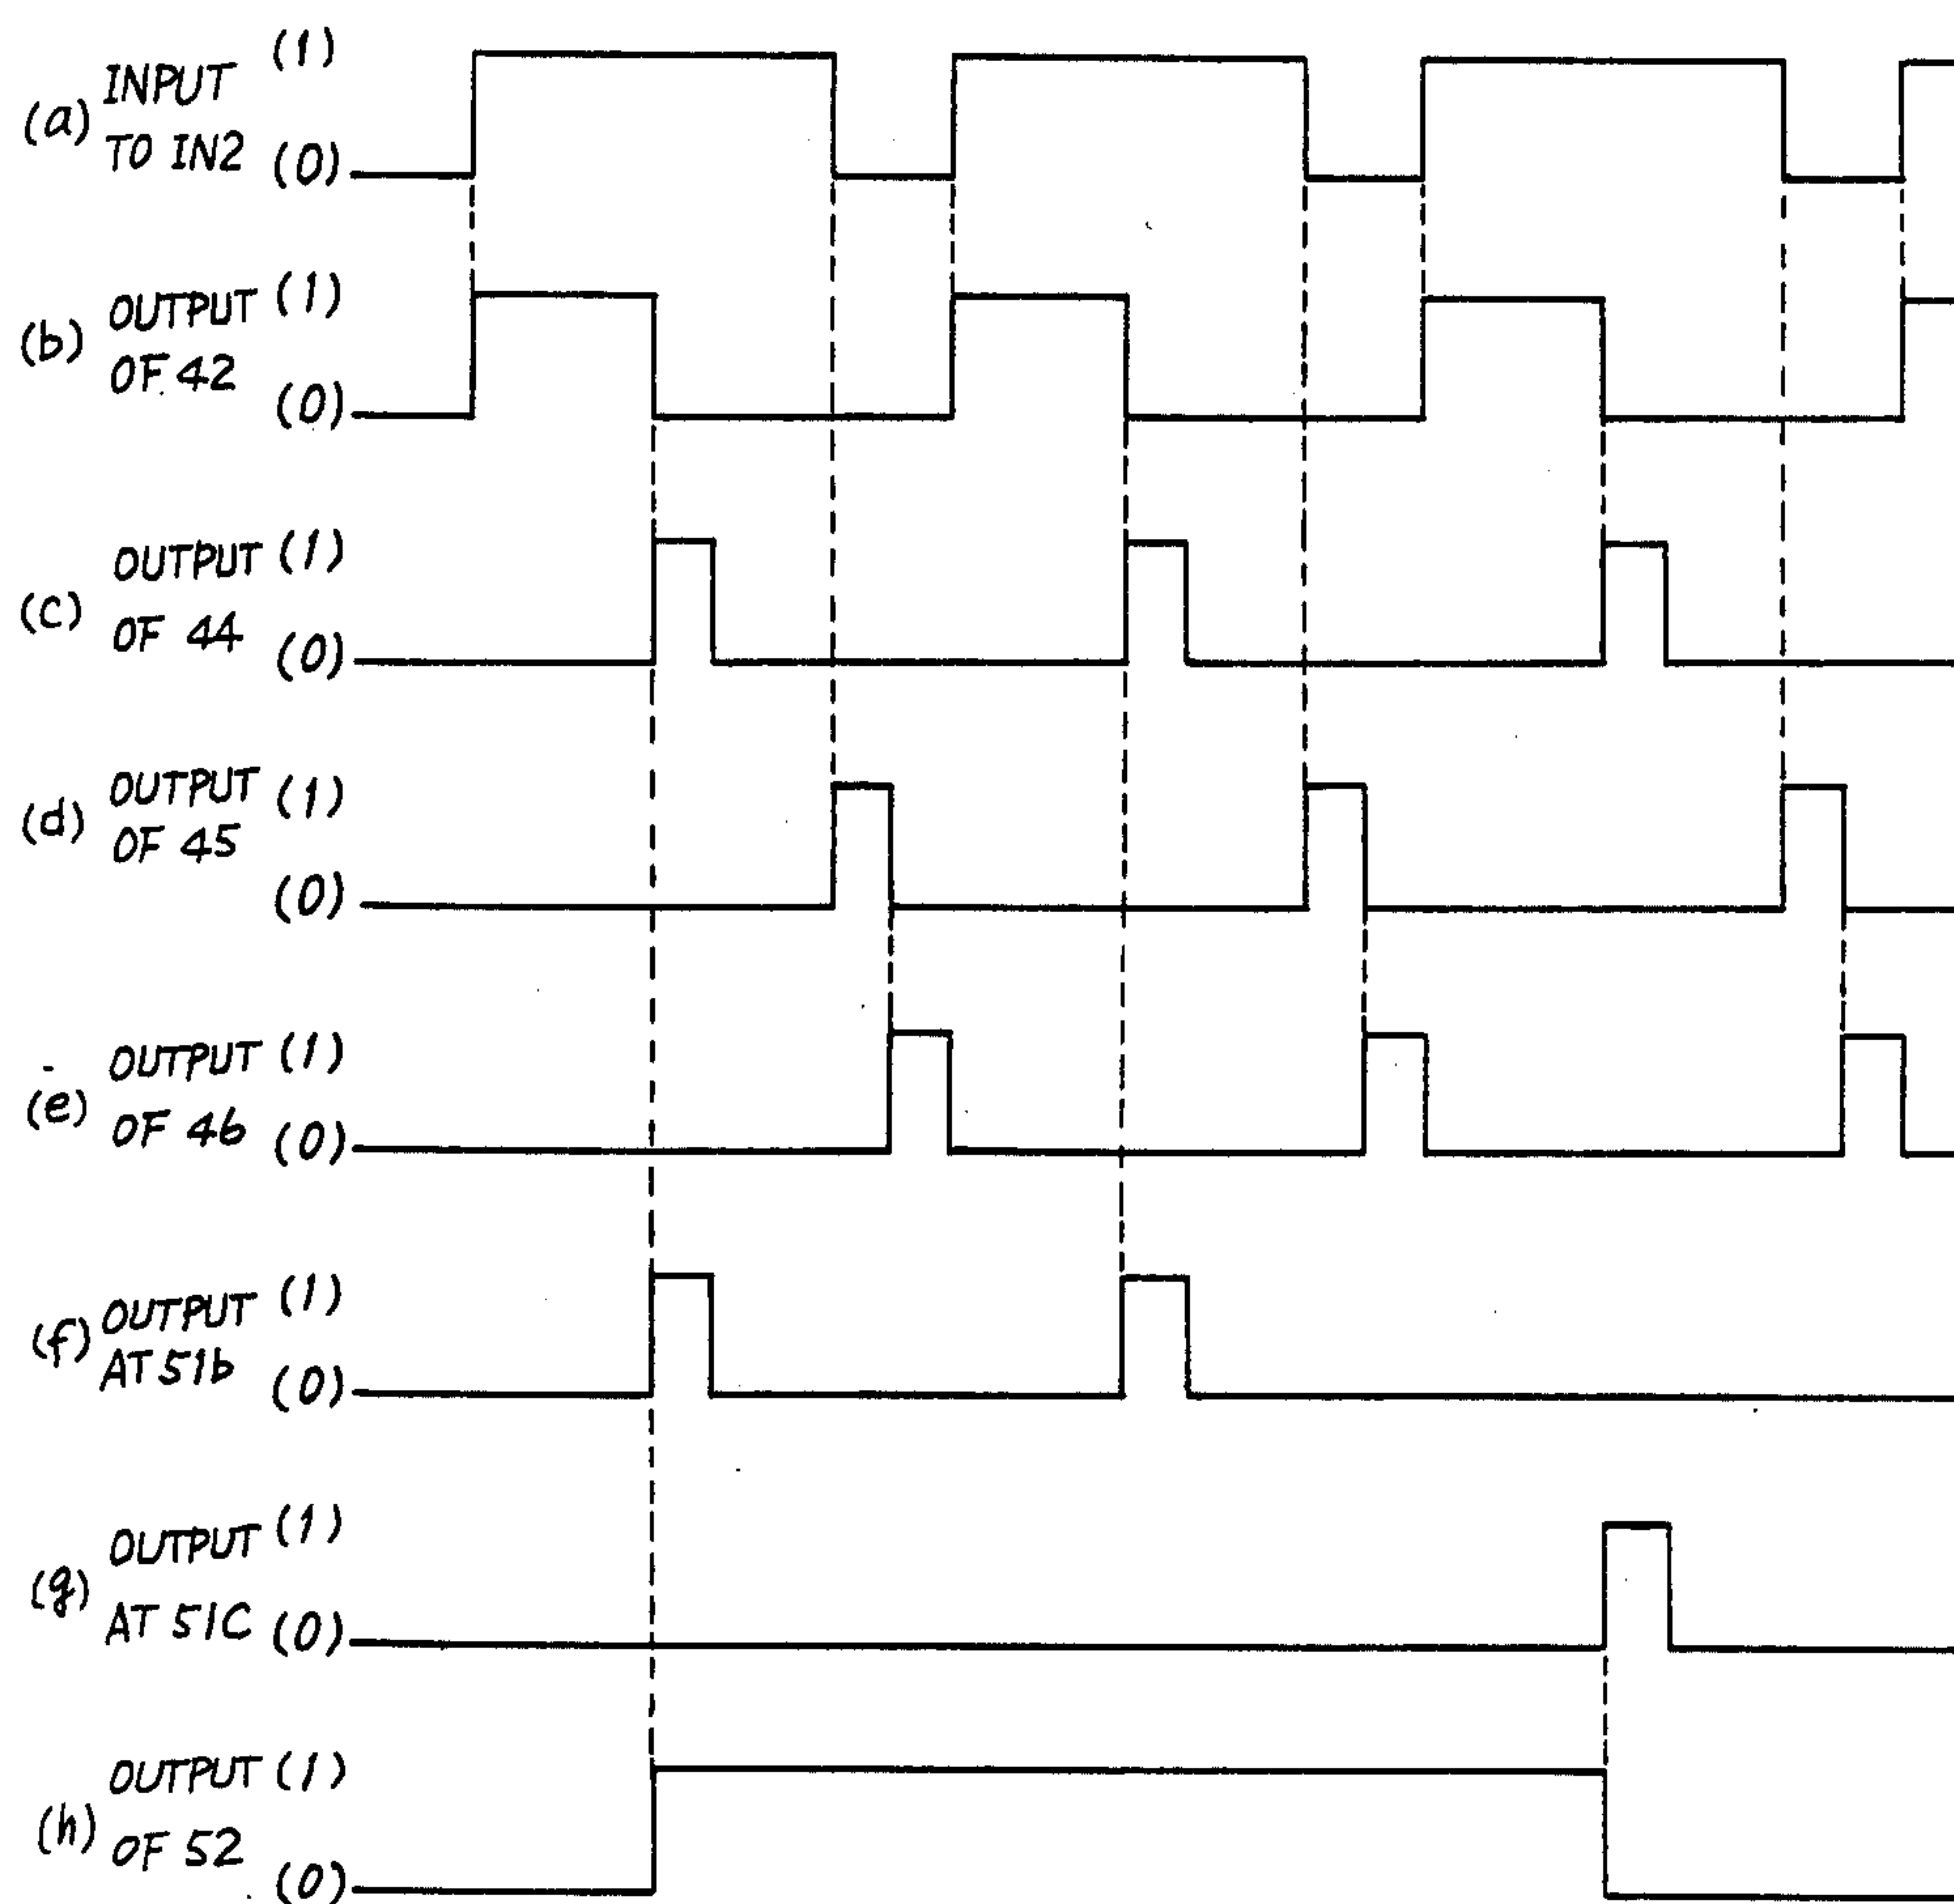 (a) INPUT (1)
TO IN2 (0)
(b) OUTPUT (1)
OF 42 (0)
(c) OUTPUT (1)
OF 44 (0)
(d) OUTPUT (1)
OF 45 (0)
(e) OUTPUT (1)
OF 46 (0)
(f) OUTPUT (1)
AT 51b (0)
(g) OUTPUT (1)
AT 51C (0)
(h) OUTPUT (1)
OF 52 (0)